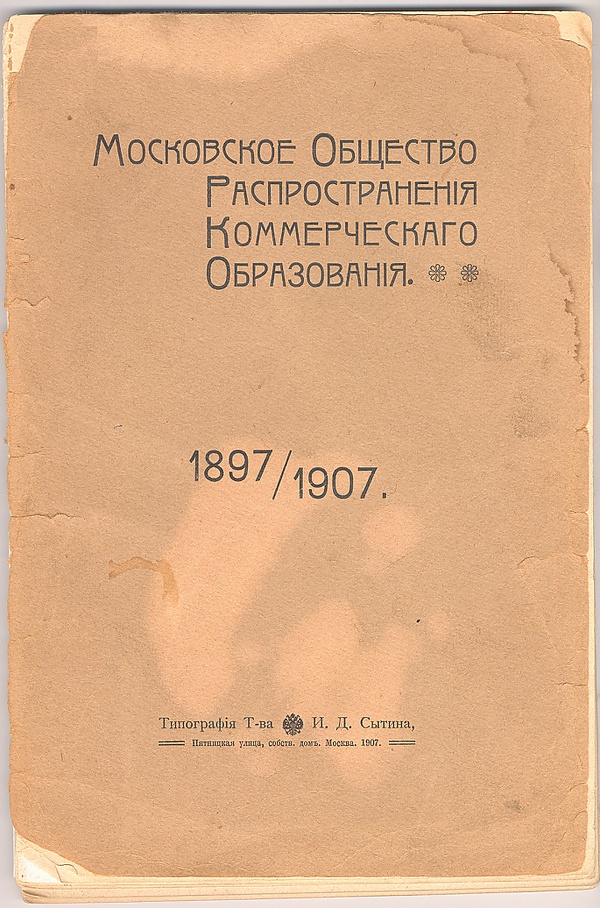 Московское Общество
Распространенія
Коммерческаго
Образованія.
1897/1907.
Типографія Т-ва И. Д. Сытина,
Пятницкая улица, собств. домъ. Москва. 1907.